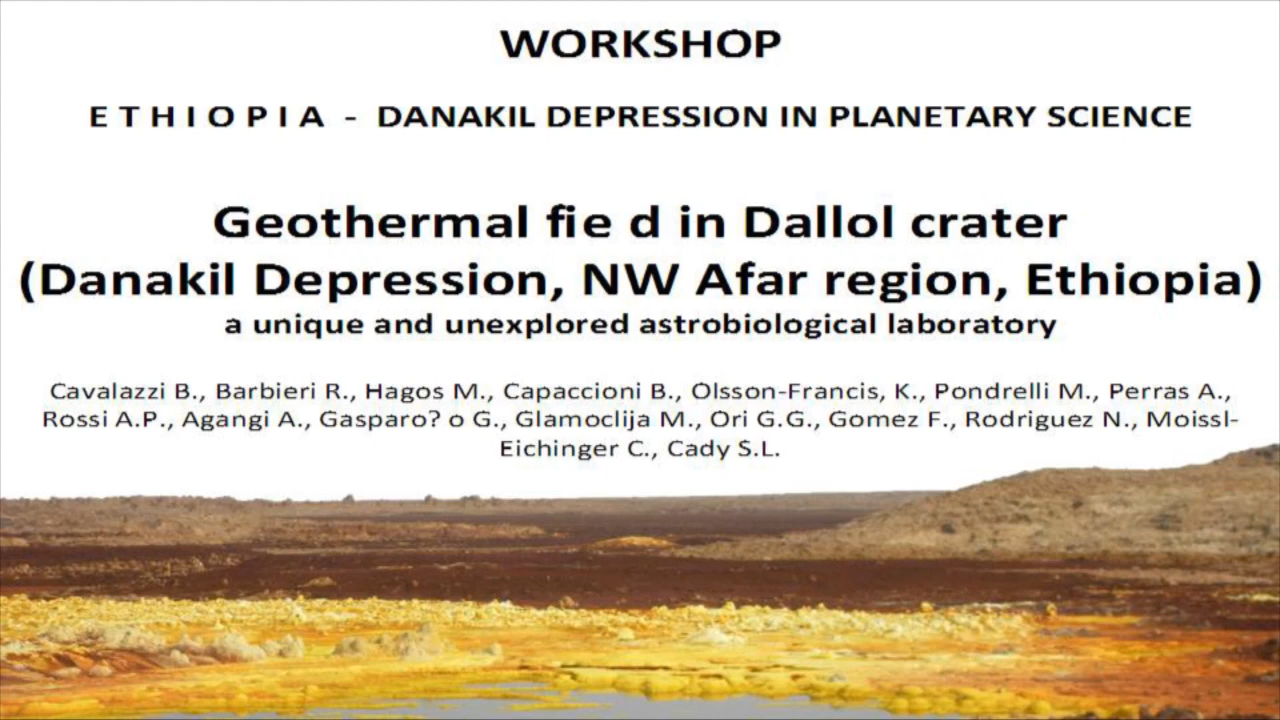 WORKSHOP
E T H I O P I A - DANAKIL DEPRESSION IN PLANETARY SCIENCE
Geothermal fie d in Dallol crater
(Danakil Depression, NW Afar region, Ethiopia)
a unique and unexplored astrobiological laboratory
Cavalazzi B., Barbieri R., Hagos M., Capaccioni B., Olsson-Francis, K., Pondrelli M., Perras A.,
Rossi A.P., Agangi A., Gasparo? o G., Glamoclija M., Ori G.G., Gomez F., Rodriguez N., Moissl-
Eichinger C., Cady S.L.